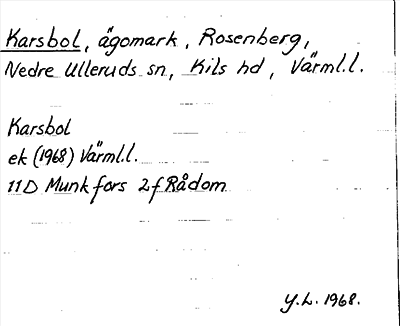 Karsbol, ägomark, Rosenberg,
Nedre Ulleruds sn, Kils hd, Värml.l.
Karsbol
ek (1968) Värml.l.
11D Munkfors 2f Rådom
Y.L. 1968.